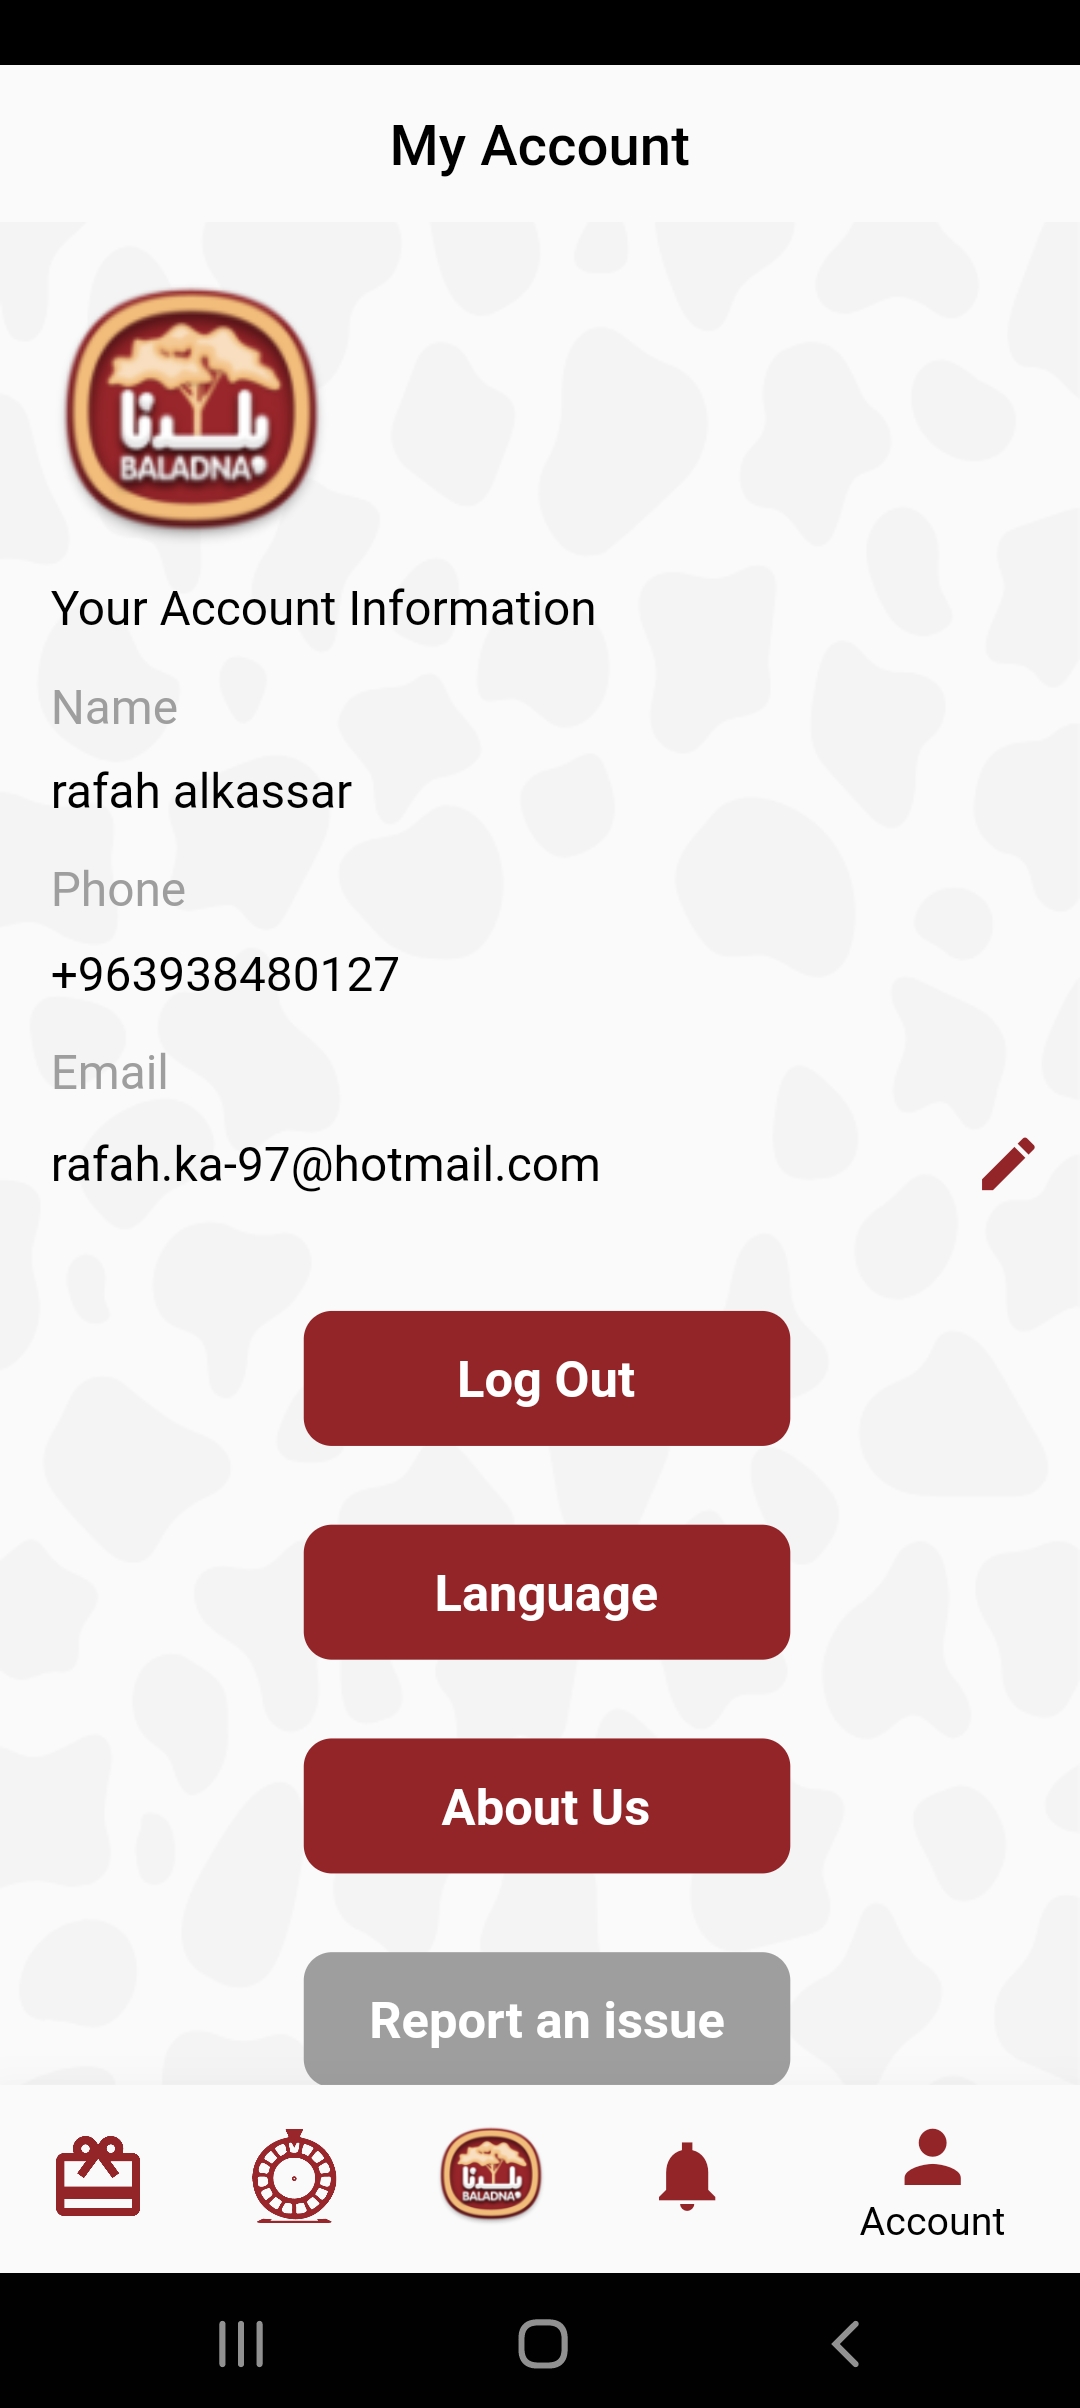 My Account
بلدنا
BALADNA
Your Account Information
Name
rafah alkassar
Phone
+963938480127
Email
rafah.ka-97@hotmail.com
Log Out
Language
About Us
Report an issue
بلدنا
BALADNA
Account